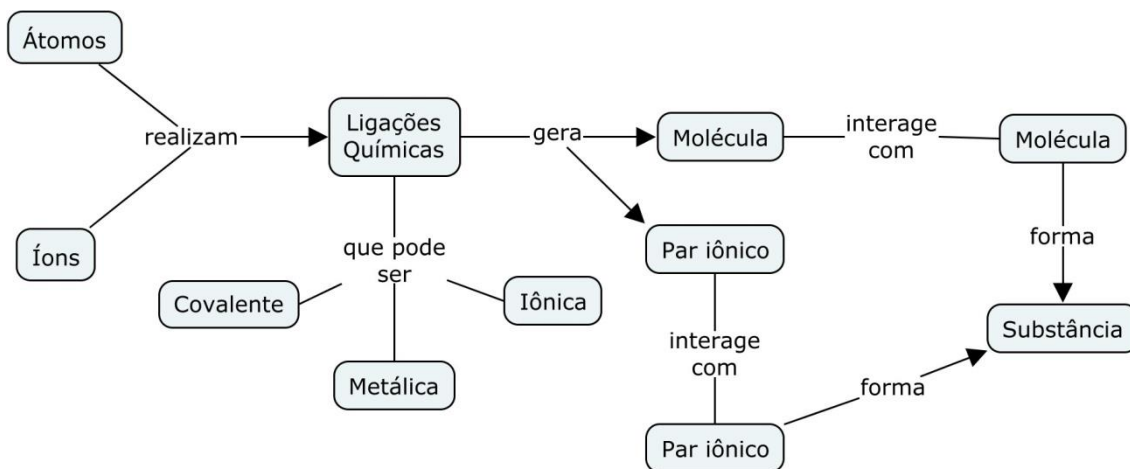 Átomos
realizam
Íons
Ligações
Químicas
gera
Molécula
interage
com
Molécula
que pode
ser
Covalente
Metálica
Iônica
Par iônico
interage
com
Par iônico
forma
forma
Substância